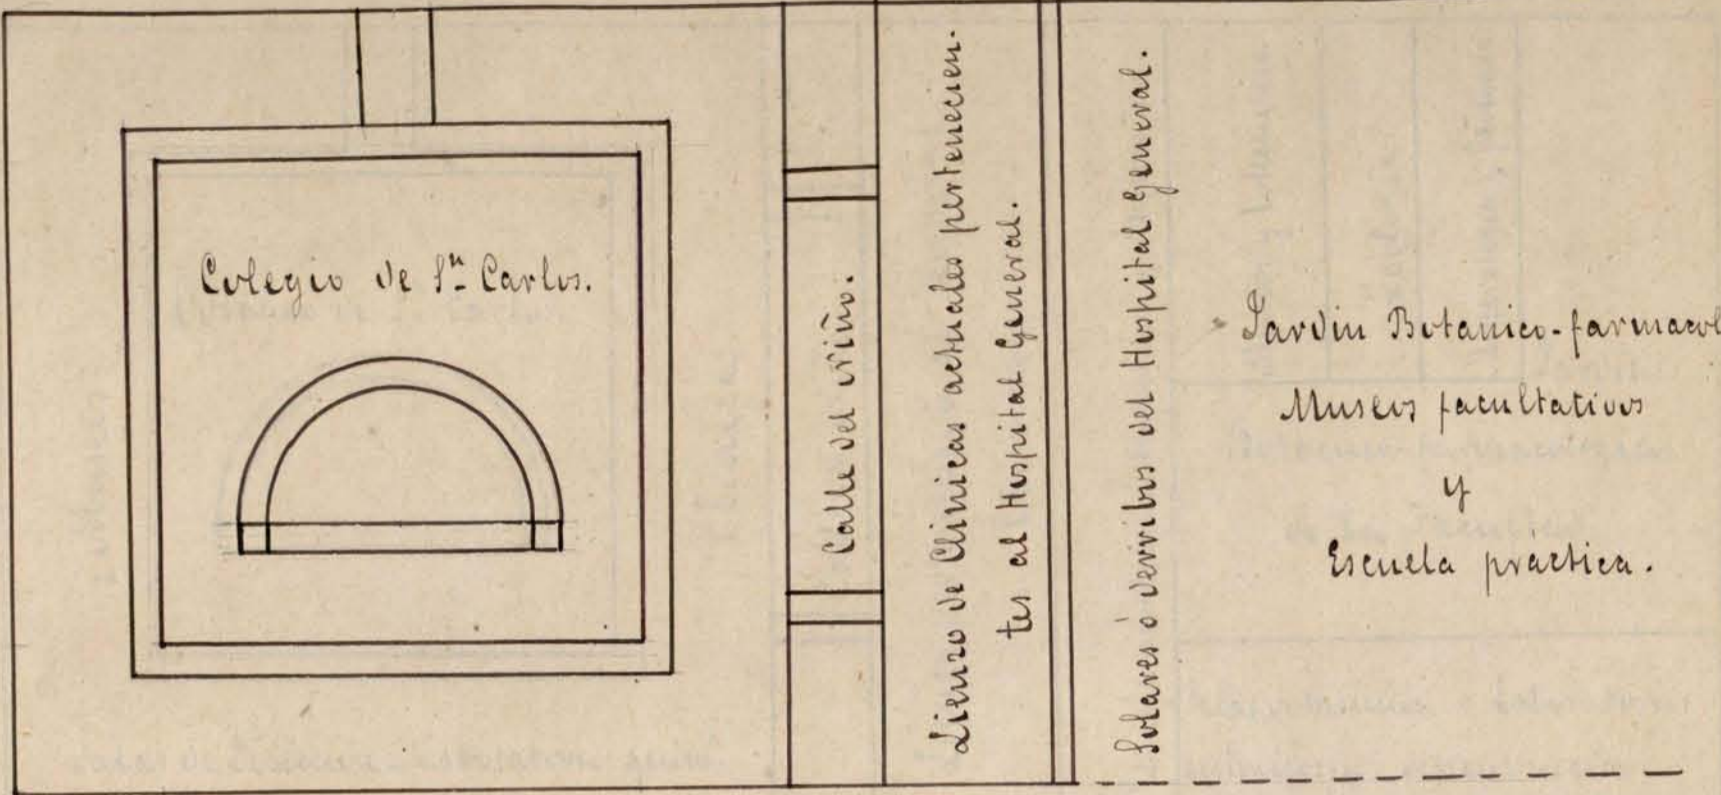 Colegio de Sn Carlos.
Calle del niño.
Lienzo de Clinicas actuales pertenecien-
tes al Hospital General.
Solares ó derribos del Hospital General.
Jardin Botanico-farmacol
Museos facultativos
y
Escuela práctica.